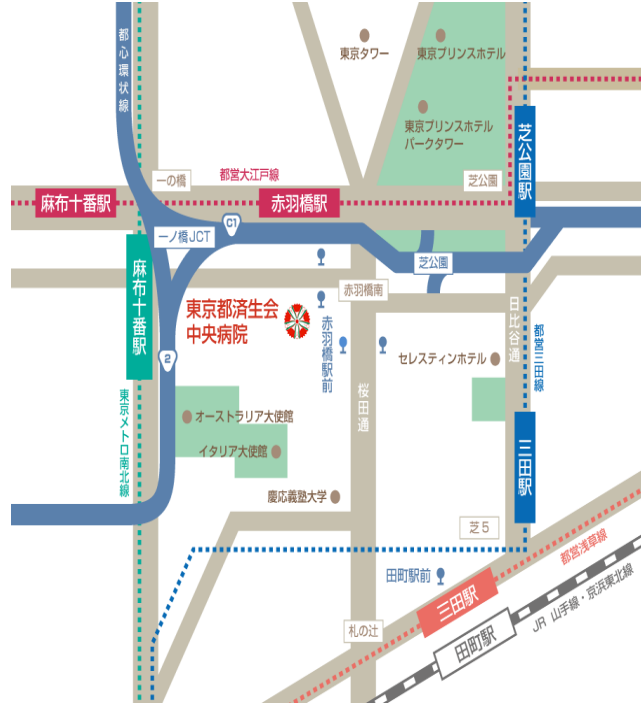 都心環状線
東京タワー
東京プリンスホテル
東京プリンスホテル
パークタワー
芝公園駅
一の橋
都営大江戸線
芝公園
麻布十番駅
赤羽橋駅
C1
一ノ橋JCT
芝公園
麻布十番駅
赤羽橋南
東京都済生会
中央病院
赤羽橋駅前
日比谷通
都営三田線
2
セレスティンホテル
桜田通
東京メトロ南北線
オーストラリア大使館
イタリア大使館
三田駅
慶応義塾大学
芝5
都営浅草線
田町駅前
三田駅
札の辻
田町駅
JR 山手線・京浜東北線